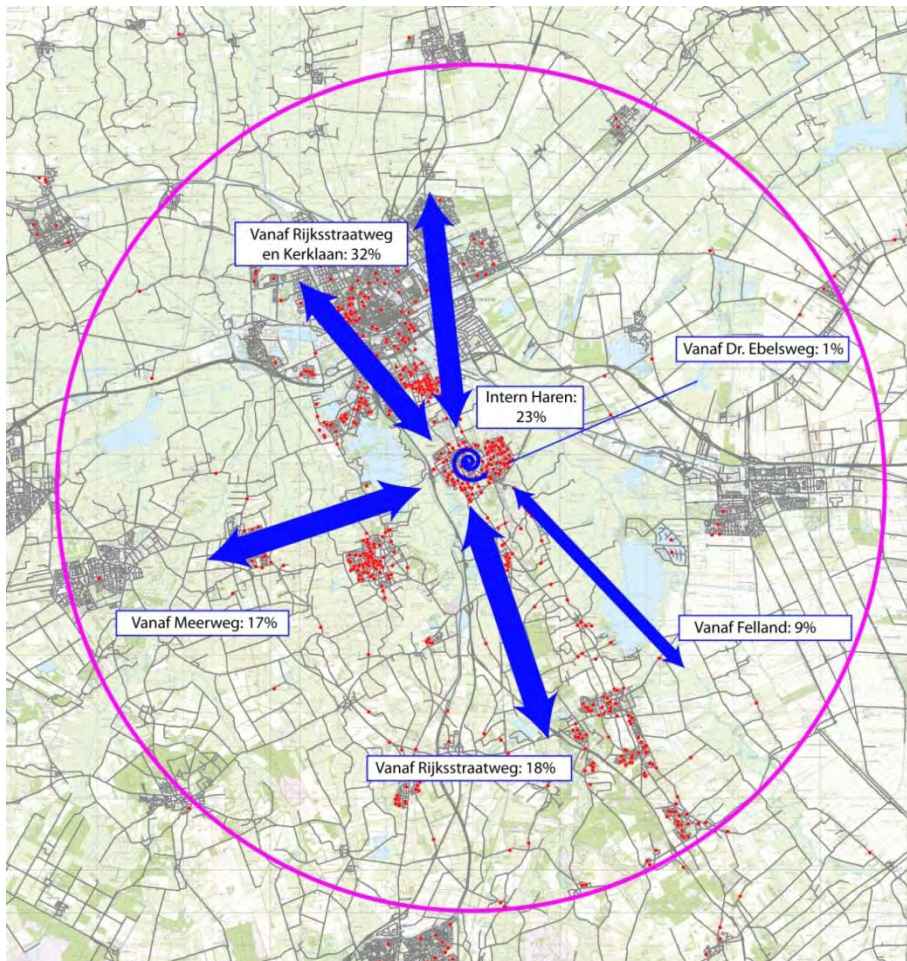 Vanaf Rijksstraatweg
en Kerklaan: 32%
Vanaf Dr. Ebelsweg: 1%
Intern Haren:
23%
Vanaf Meerweg: 17%
Vanaf Felland: 9%
Vanaf Rijksstraatweg: 18%